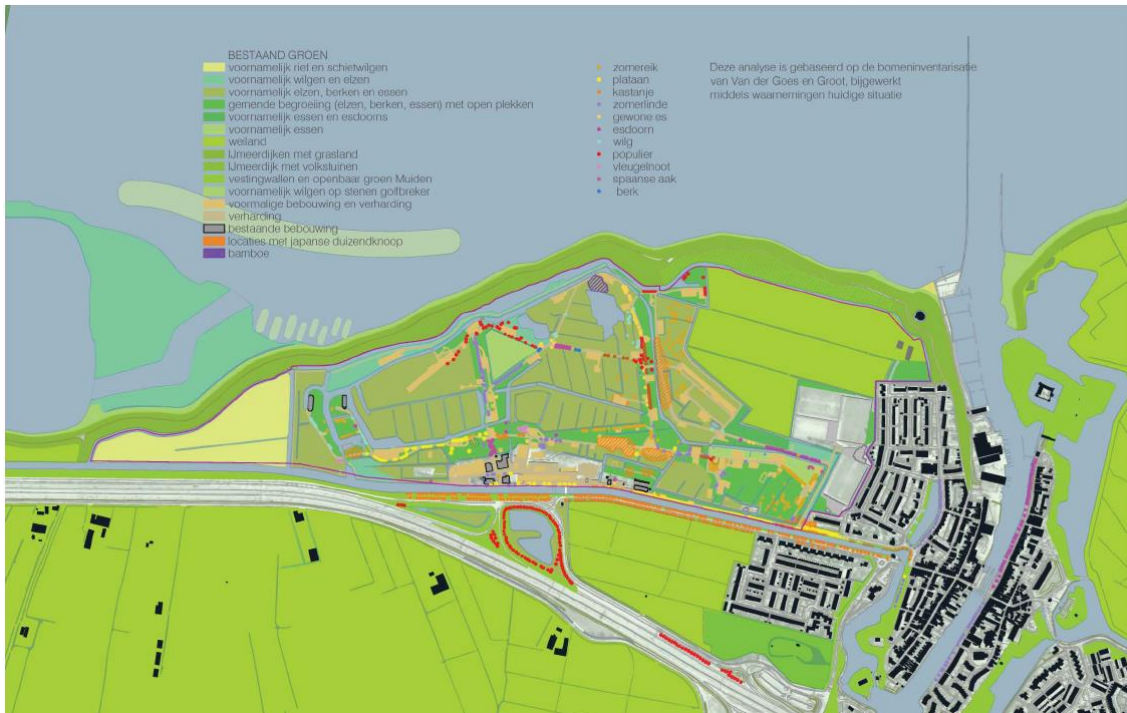 BESTAAND GROEN
voornamelijk riet en schietwilgen
voornamelijk wilgen en elzen
voornamelijk elzen, berken en essen
gemende begroeiing (elzen, berken, essen) met open plekken
voornamelijk essen en esdoorns
voornamelijk essen
weiland
IJmeerdijken met grasland
IJmeerdijk met volkstuinen
vestingwallen en openbaar groen Muiden
voornamelijk wilgen op stenen golfbreker
voormalige bebouwing en verharding
verharding
bestaande bebouwing
locaties met japanse duizendknoop
bamboe
zomereik
plataan
kastanje
zomerlinde
gewone es
esdoorn
wilg
populier
vleugelnoot
spaanse aak
berk
Deze analyse is gebaseerd op de bomeninventarisatie
van Van der Goes en Groot, bijgewerkt
middels waarnemingen huidige situatie